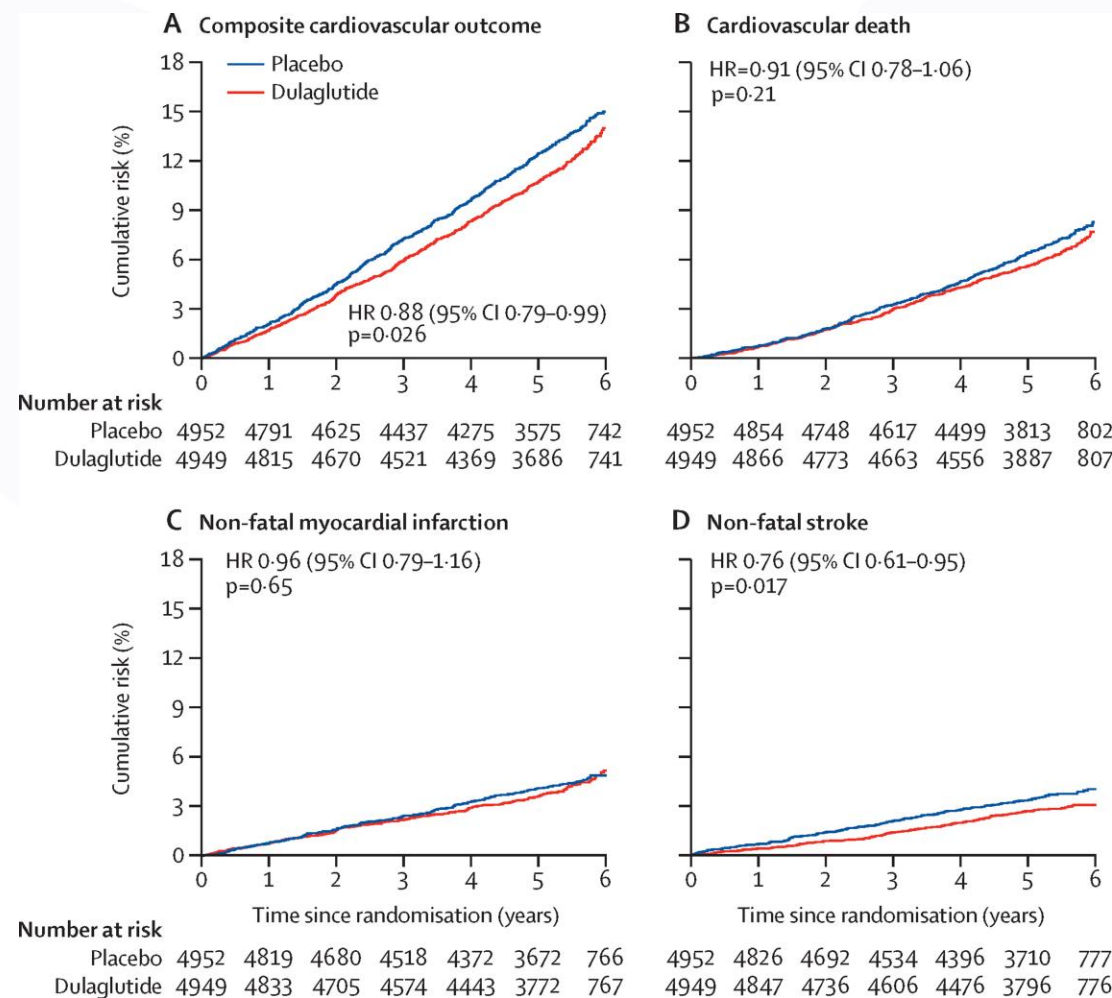 A Composite cardiovascular outcome
Placebo
Dulaglutide
Cumulative risk (%)
18
15
12
9
6
3
0
HR 0·88 (95% CI 0·79–0·99)
p=0·026
0 1 2 3 4 5 6
Number at risk
Placebo 4952 4791 4625 4437 4275 3575 742
Dulaglutide 4949 4815 4670 4521 4369 3686 741
B Cardiovascular death
HR=0·91 (95% CI 0·78–1·06)
p=0·21
0 1 2 3 4 5 6
4952 4854 4748 4617 4499 3813 802
4949 4866 4773 4663 4556 3887 807
C Non-fatal myocardial infarction
HR 0·96 (95% CI 0·79–1·16)
p=0·65
Cumulative risk (%)
18
15
12
9
6
3
0
0 1 2 3 4 5 6
Time since randomisation (years)
Number at risk
Placebo 4952 4819 4680 4518 4372 3672 766
Dulaglutide 4949 4833 4705 4574 4443 3772 767
D Non-fatal stroke
HR 0·76 (95% CI 0·61–0·95)
p=0·017
0 1 2 3 4 5 6
Time since randomisation (years)
4952 4826 4692 4534 4396 3710 777
4949 4847 4736 4606 4476 3796 776